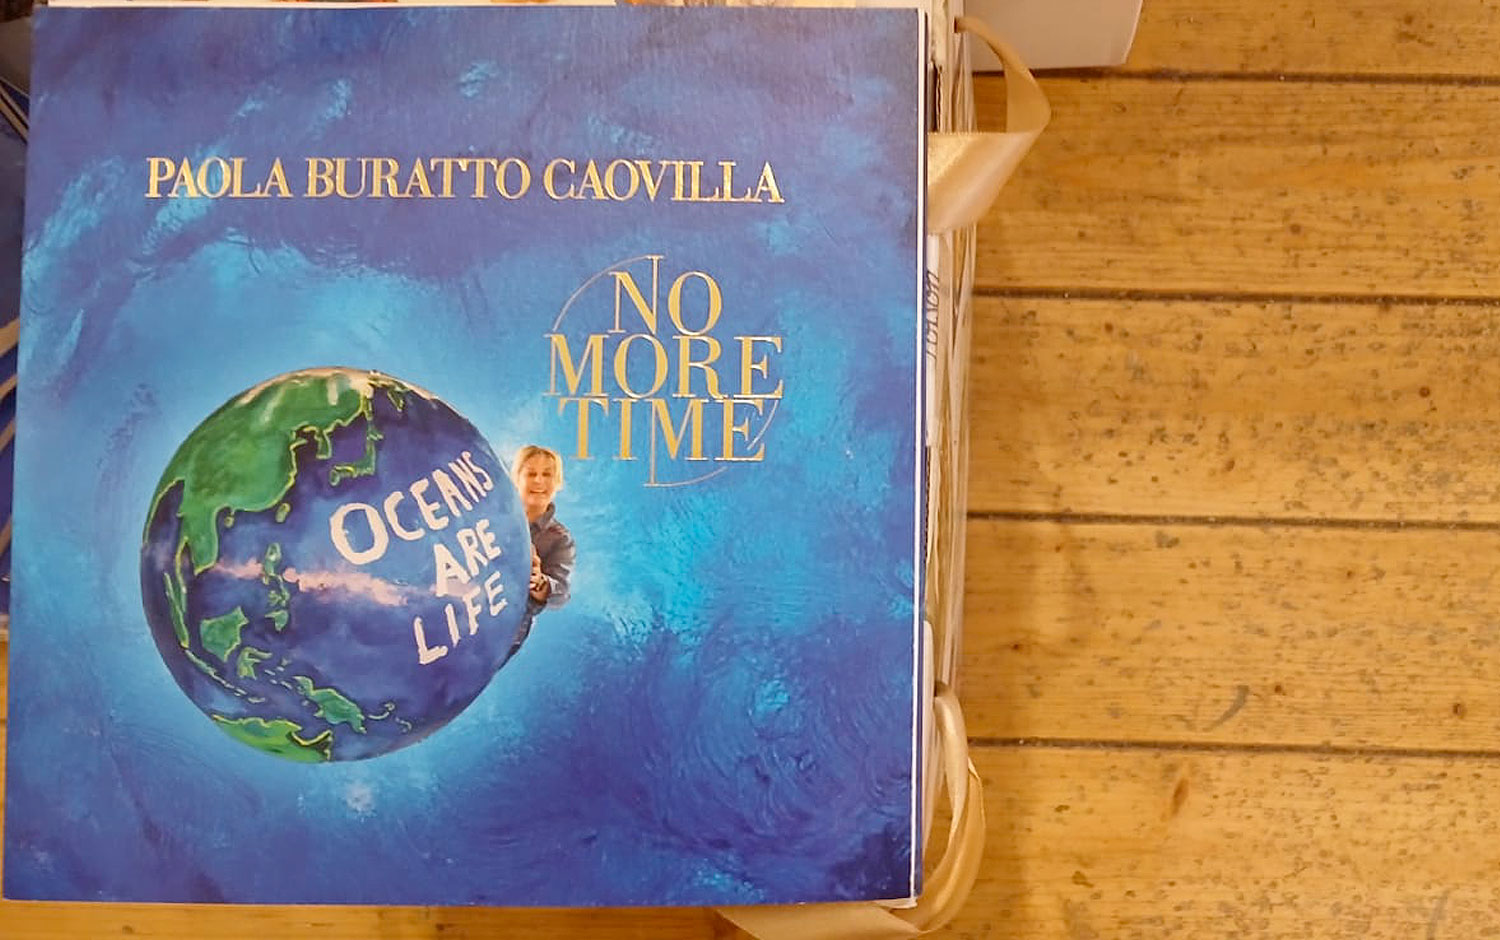 PAOLA BURATTO CAOVILLA
NO
MORE
TIME
OCEANS
ARE
LIFE